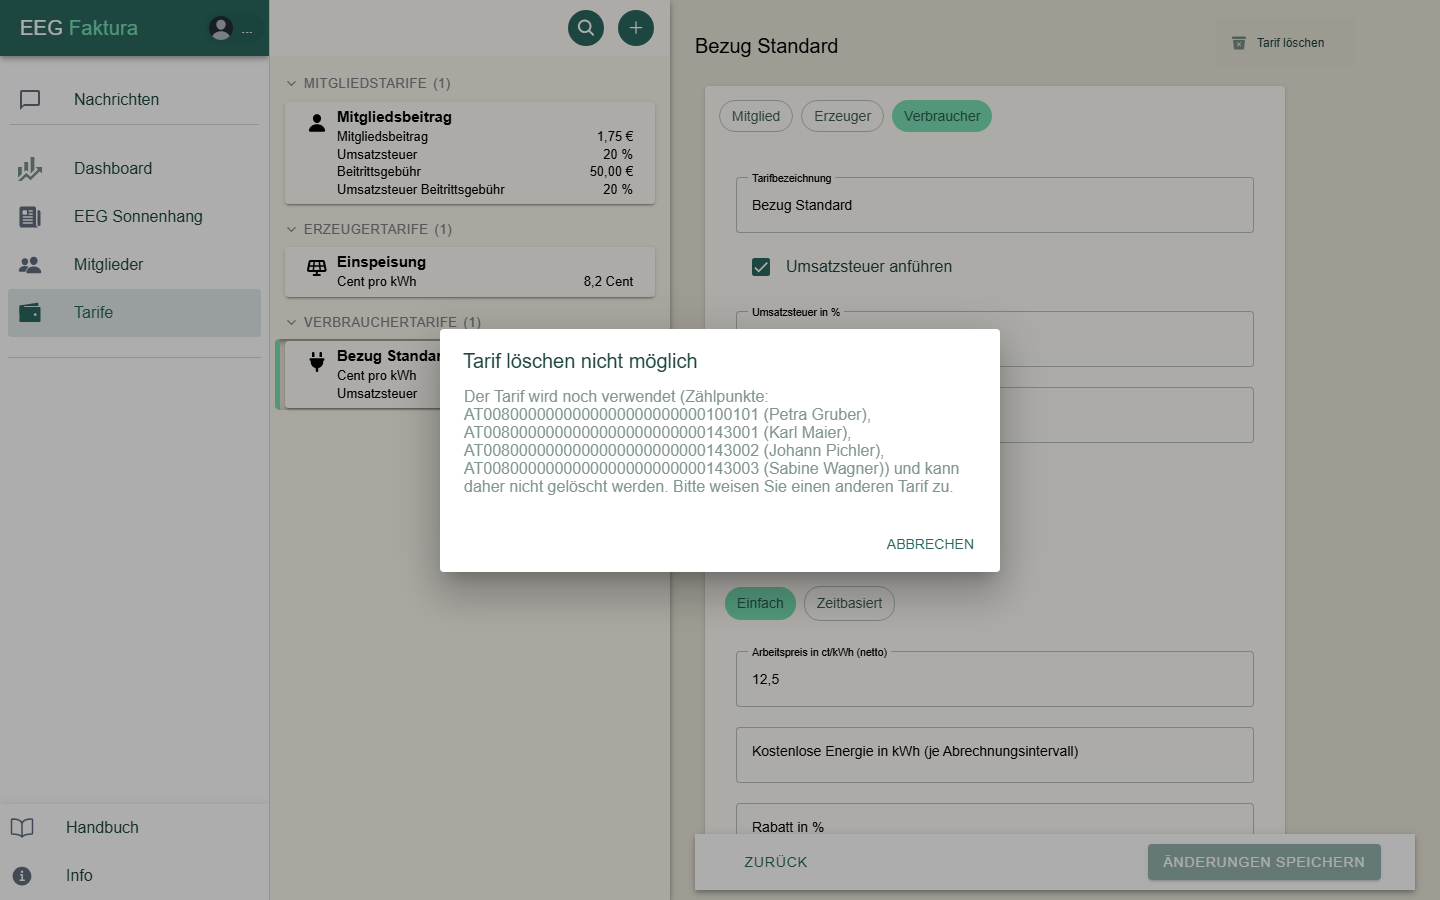 EEG Faktura
...
Nachrichten
Dashboard
EEG Sonnenhang
Mitglieder
Tarife
Handbuch
Info
MITGLIEDSTARIFE (1)
Mitgliedsbeitrag
Mitgliedsbeitrag 1,75 €
Umsatzsteuer 20 %
Beitrittsgebühr 50,00 €
Umsatzsteuer Beitrittsgebühr 20 %
ERZEUGERTARIFE (1)
Einspeisung
Cent pro kWh 8,2 Cent
VERBRAUCHERTARIFE (1)
Bezug Standar
Cent pro kWh
Umsatzsteuer
Bezug Standard
Tarif löschen
Mitglied
Erzeuger
Verbraucher
Tarifbezeichnung
Bezug Standard
Umsatzsteuer anführen
Umsatzsteuer in %
Tarif löschen nicht möglich
Der Tarif wird noch verwendet (Zählpunkte:
AT0080000000000000000000000100101 (Petra Gruber),
AT0080000000000000000000000143001 (Karl Maier),
AT0080000000000000000000000143002 (Johann Pichler),
AT0080000000000000000000000143003 (Sabine Wagner)) und kann
daher nicht gelöscht werden. Bitte weisen Sie einen anderen Tarif zu.
ABBRECHEN
Einfach
Zeitbasiert
Arbeitspreis in ct/kWh (netto)
12,5
Kostenlose Energie in kWh (je Abrechnungsintervall)
Rabatt in %
ZURÜCK
ÄNDERUNGEN SPEICHERN